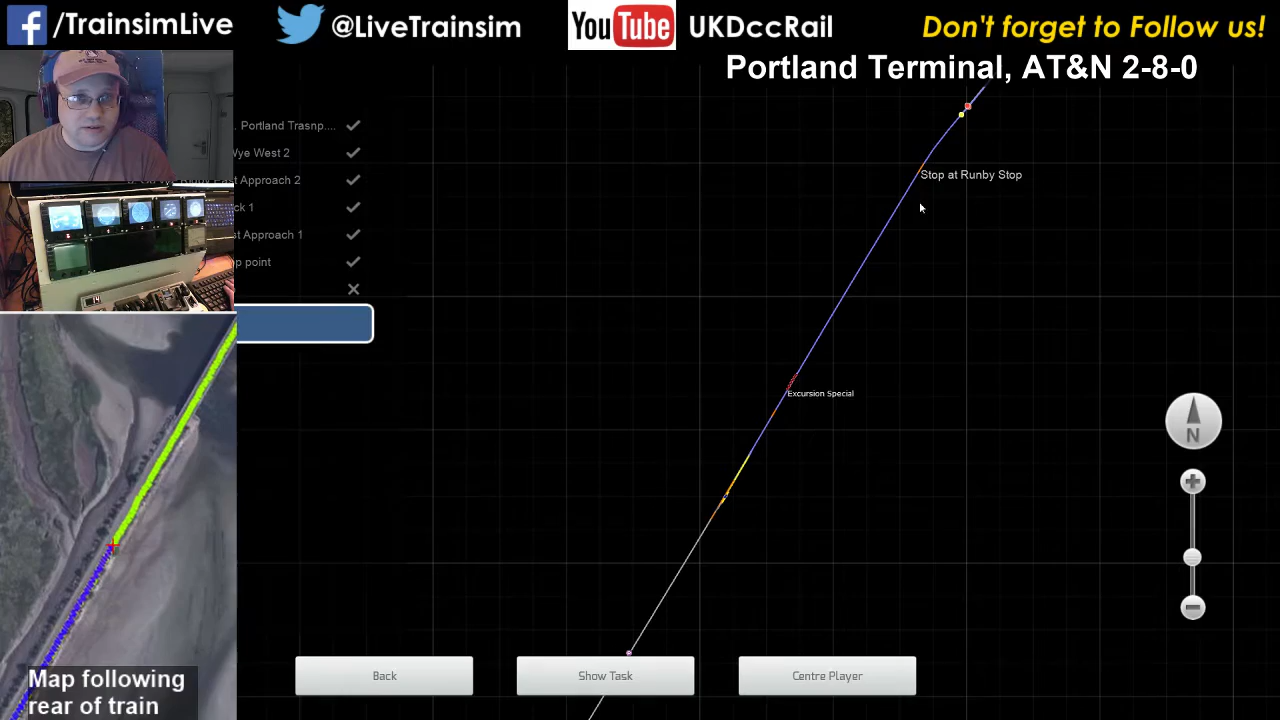 /TrainsimLive
@LiveTrainsim
YouTube
UKDccRail
Don't forget to Follow us!
Portland Terminal, AT&N 2-8-0
Portland Trasnp....
Wye West 2
Approach 2
1
Approach 1
point
Stop at Runby Stop
Excursion Special
N
Back
Show Task
Centre Player
Map following
rear of train